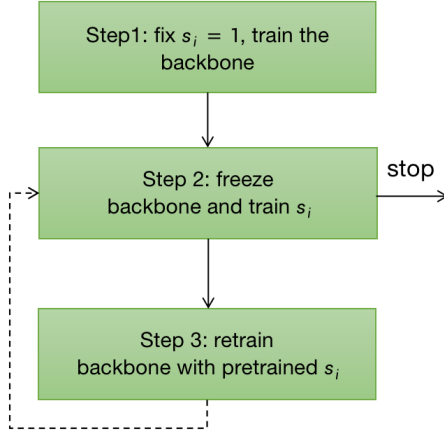 Step1: fix s_i = 1, train the
backbone
Step 2: freeze
backbone and train s_i
stop
Step 3: retrain
backbone with pretrained s_i